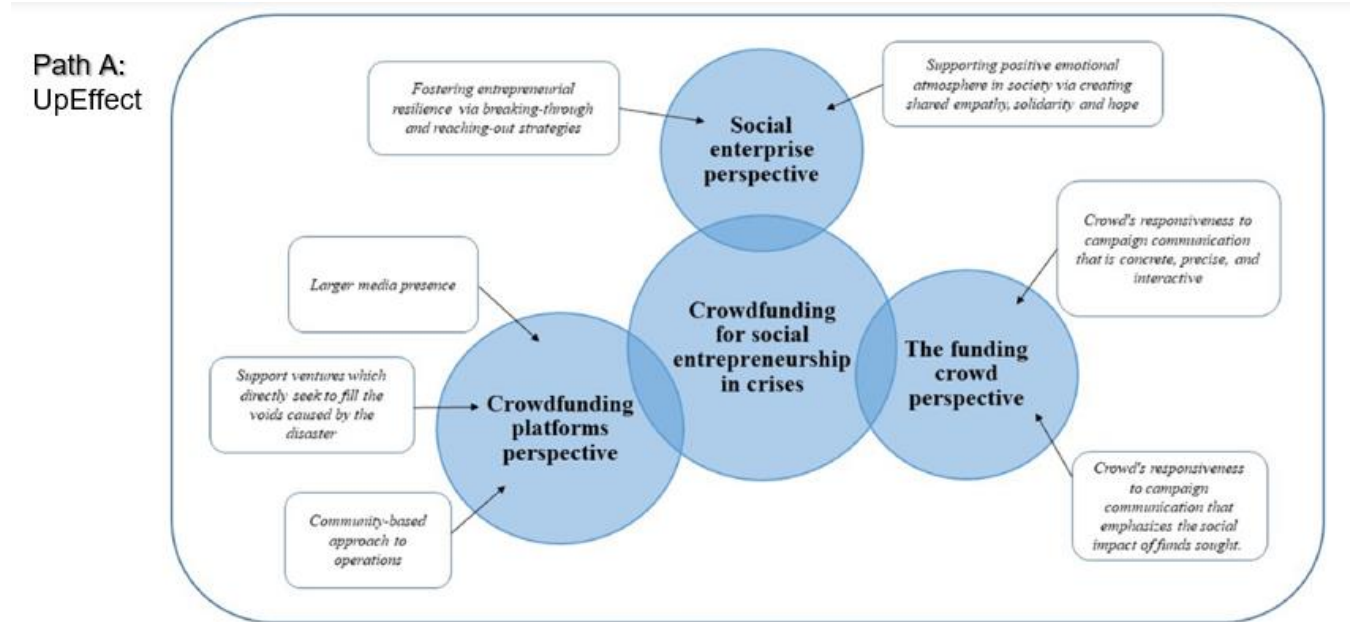 Path A:
UpEffect
Fostering entrepreneurial
resilience via breaking-through
and reaching-out strategies
Supporting positive emotional
atmosphere in society via creating
shared empathy, solidarity and hope
Social
enterprise
perspective
Crowd's responsiveness to
campaign communication
that is concrete, precise, and
interactive
Larger media presence
Crowdfunding
for social
entrepreneurship
in crises
The funding
crowd
perspective
Support ventures which
directly seek to fill the
voids caused by the
disaster
Crowdfunding
platforms
perspective
Crowd's responsiveness
to campaign
communication that
emphasizes the social
impact of funds sought.
Community-based
approach to
operations